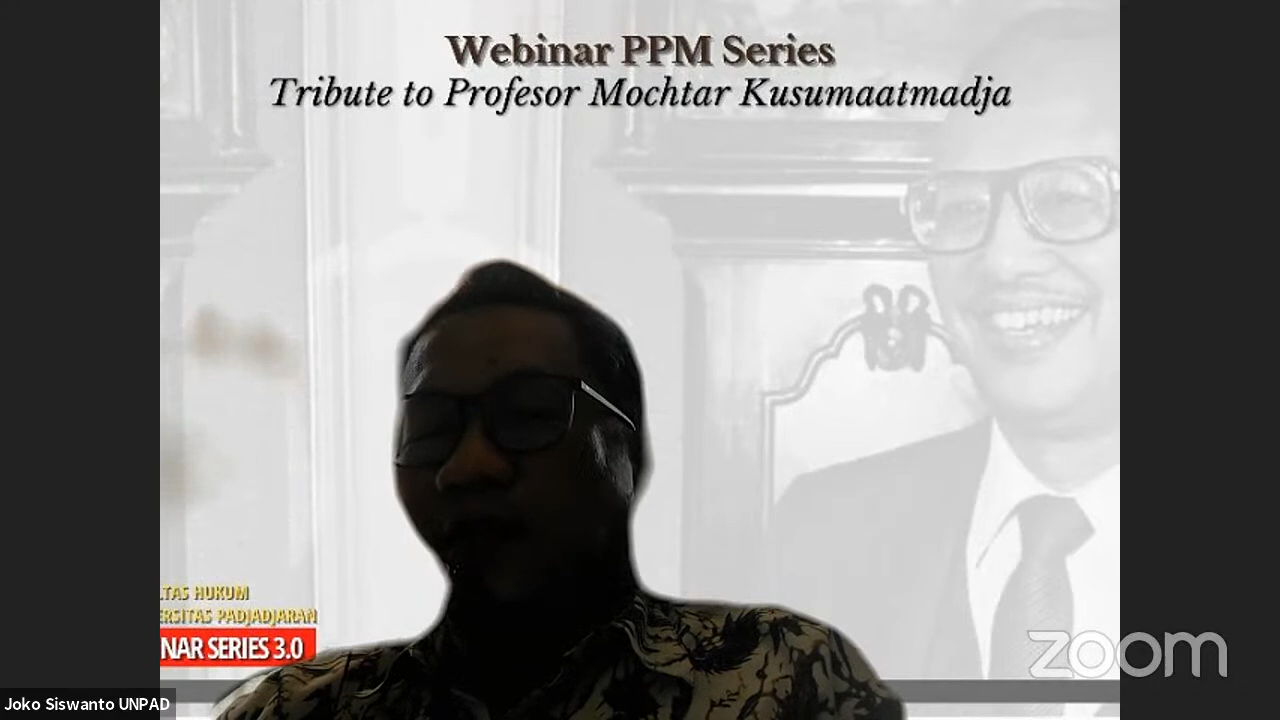 Webinar PPM Series
Tribute to Profesor Mochtar Kusumaatmadja
LTAS HUKUM
ERSITAS PADJADJARAN
NAR SERIES 3.0
zoom
Joko Siswanto UNPAD